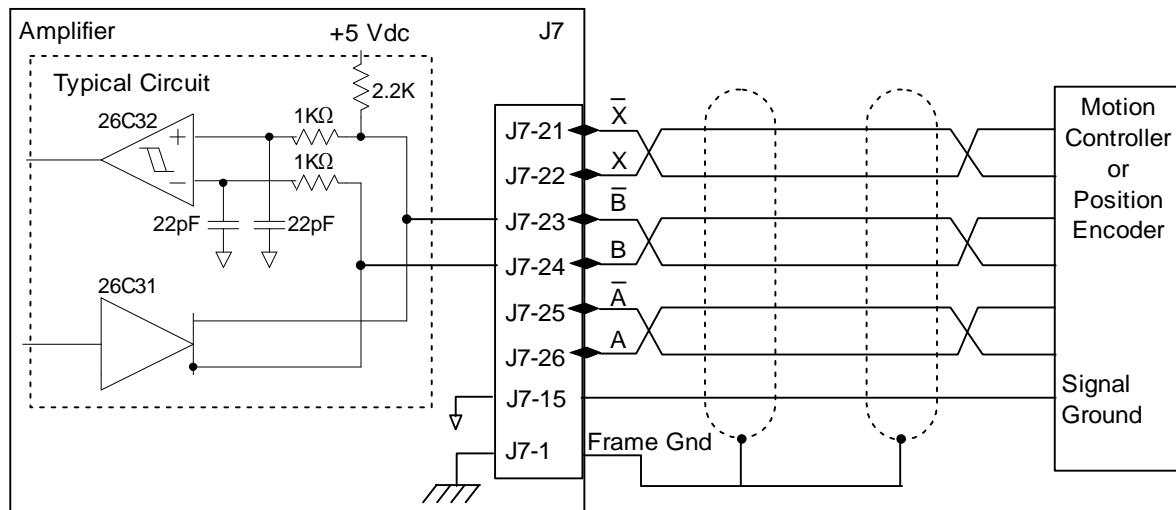 Amplifier
J7
+5 Vdc
Typical Circuit
2.2K
26C32
1KΩ
+
1KΩ
−
22pF
22pF
26C31
J7-21
J7-22
J7-23
J7-24
J7-25
J7-26
J7-15
J7-1
X̅
X
B̅
B
A̅
A
Frame Gnd
Motion
Controller
or
Position
Encoder
Signal
Ground